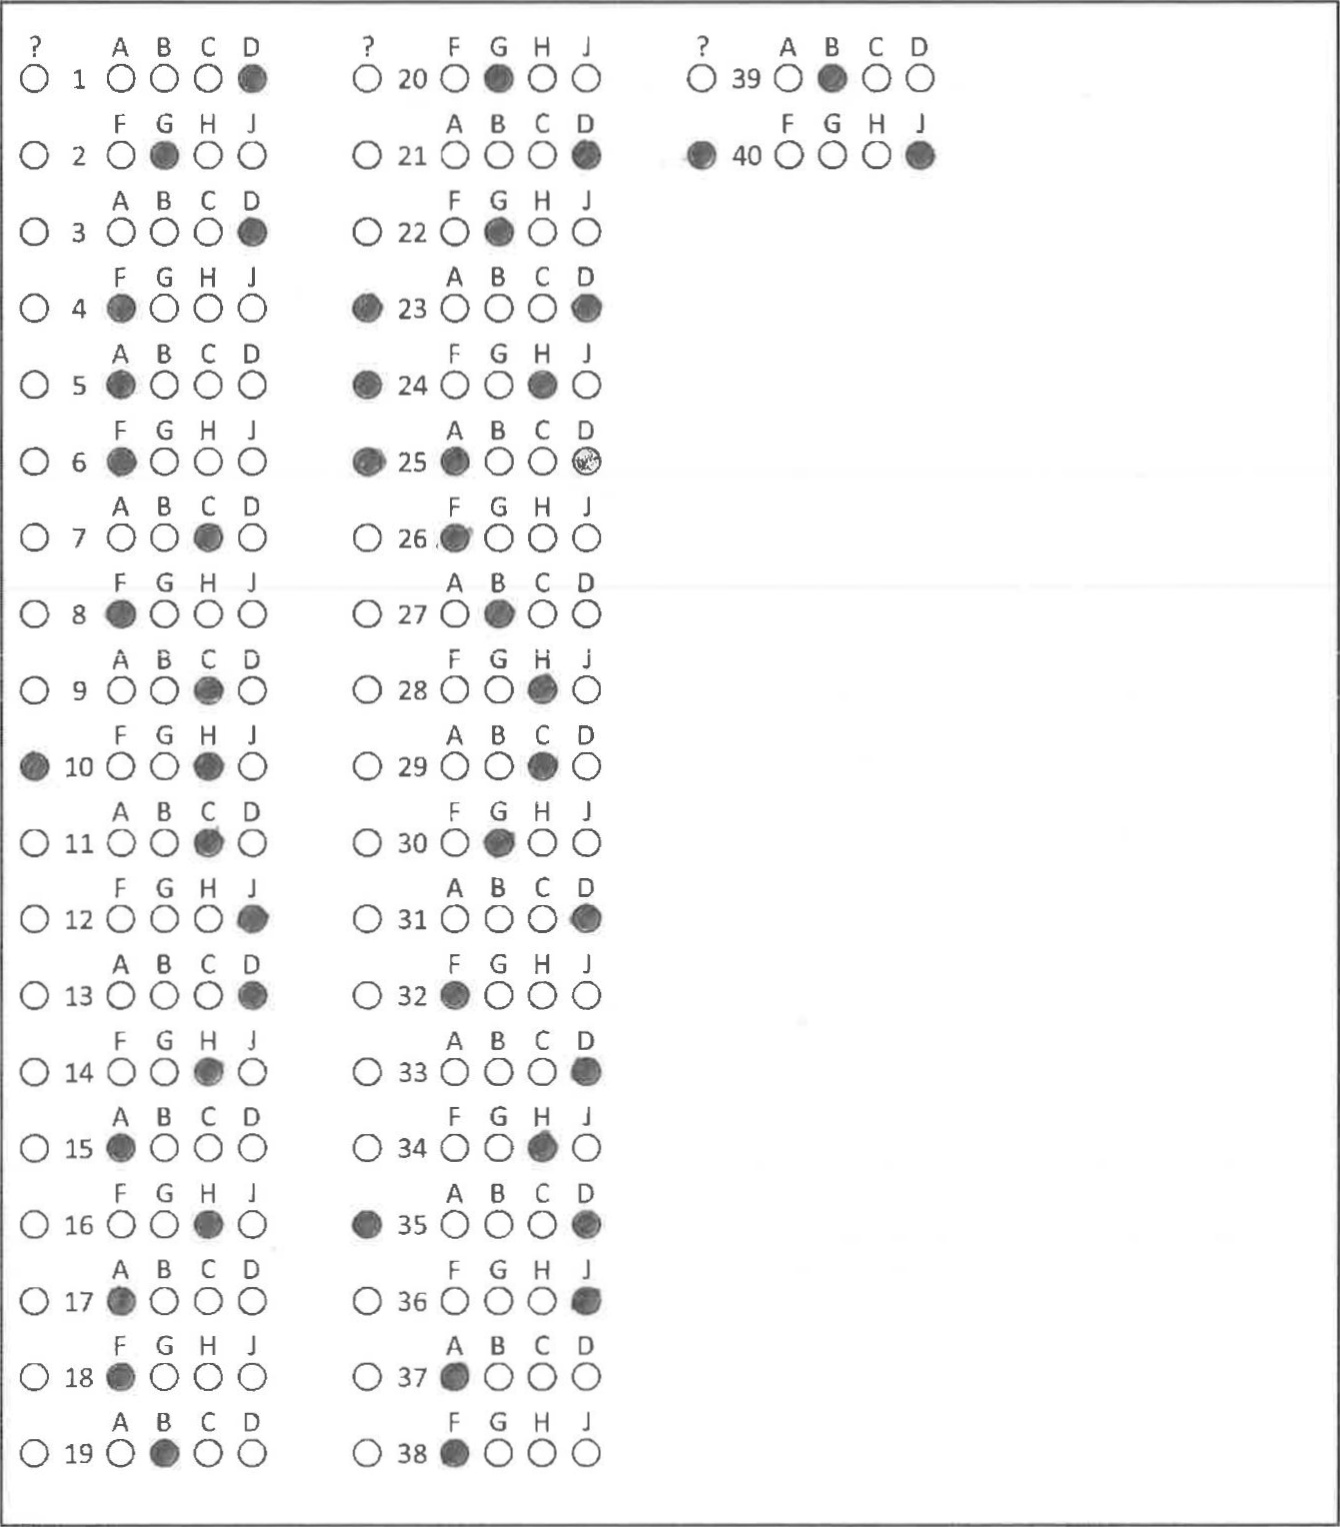 ? A B C D
1
F G H J
2
A B C D
3
F G H J
4
A B C D
5
F G H J
6
A B C D
7
F G H J
8
A B C D
9
F G H J
10
A B C D
11
F G H J
12
A B C D
13
F G H J
14
A B C D
15
F G H J
16
A B C D
17
F G H J
18
A B C D
19
? F G H J
20
A B C D
21
F G H J
22
A B C D
23
F G H J
24
A B C D
25
F G H J
26
A B C D
27
F G H J
28
A B C D
29
F G H J
30
A B C D
31
F G H J
32
A B C D
33
F G H J
34
A B C D
35
F G H J
36
A B C D
37
F G H J
38
? A B C D
39
F G H J
40